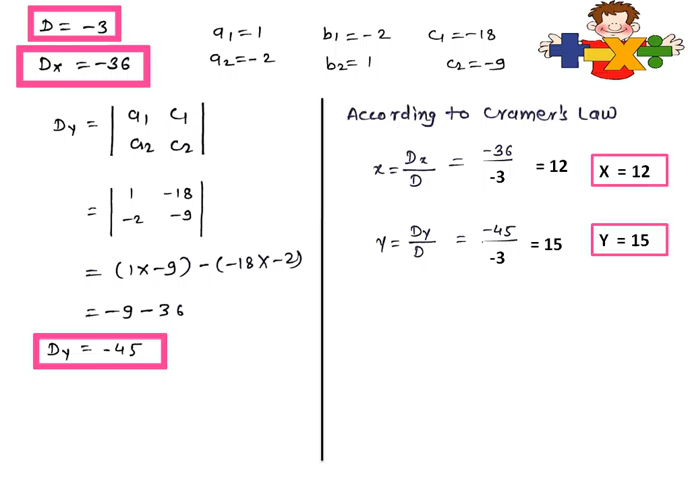 D = -3
a₁ = 1 b₁ = -2 c₁ = -18
Dx = -36
a₂ = -2 b₂ = 1 c₂ = -9
Dy = | a₁ c₁ |
| a₂ c₂ |
= | 1 -18 |
| -2 -9 |
= (1 x -9) - (-18 x -2)
= -9 - 36
Dy = -45
According to Cramer's Law
x = Dx/D = -36/-3 = 12 X = 12
Y = Dy/D = -45/-3 = 15 Y = 15